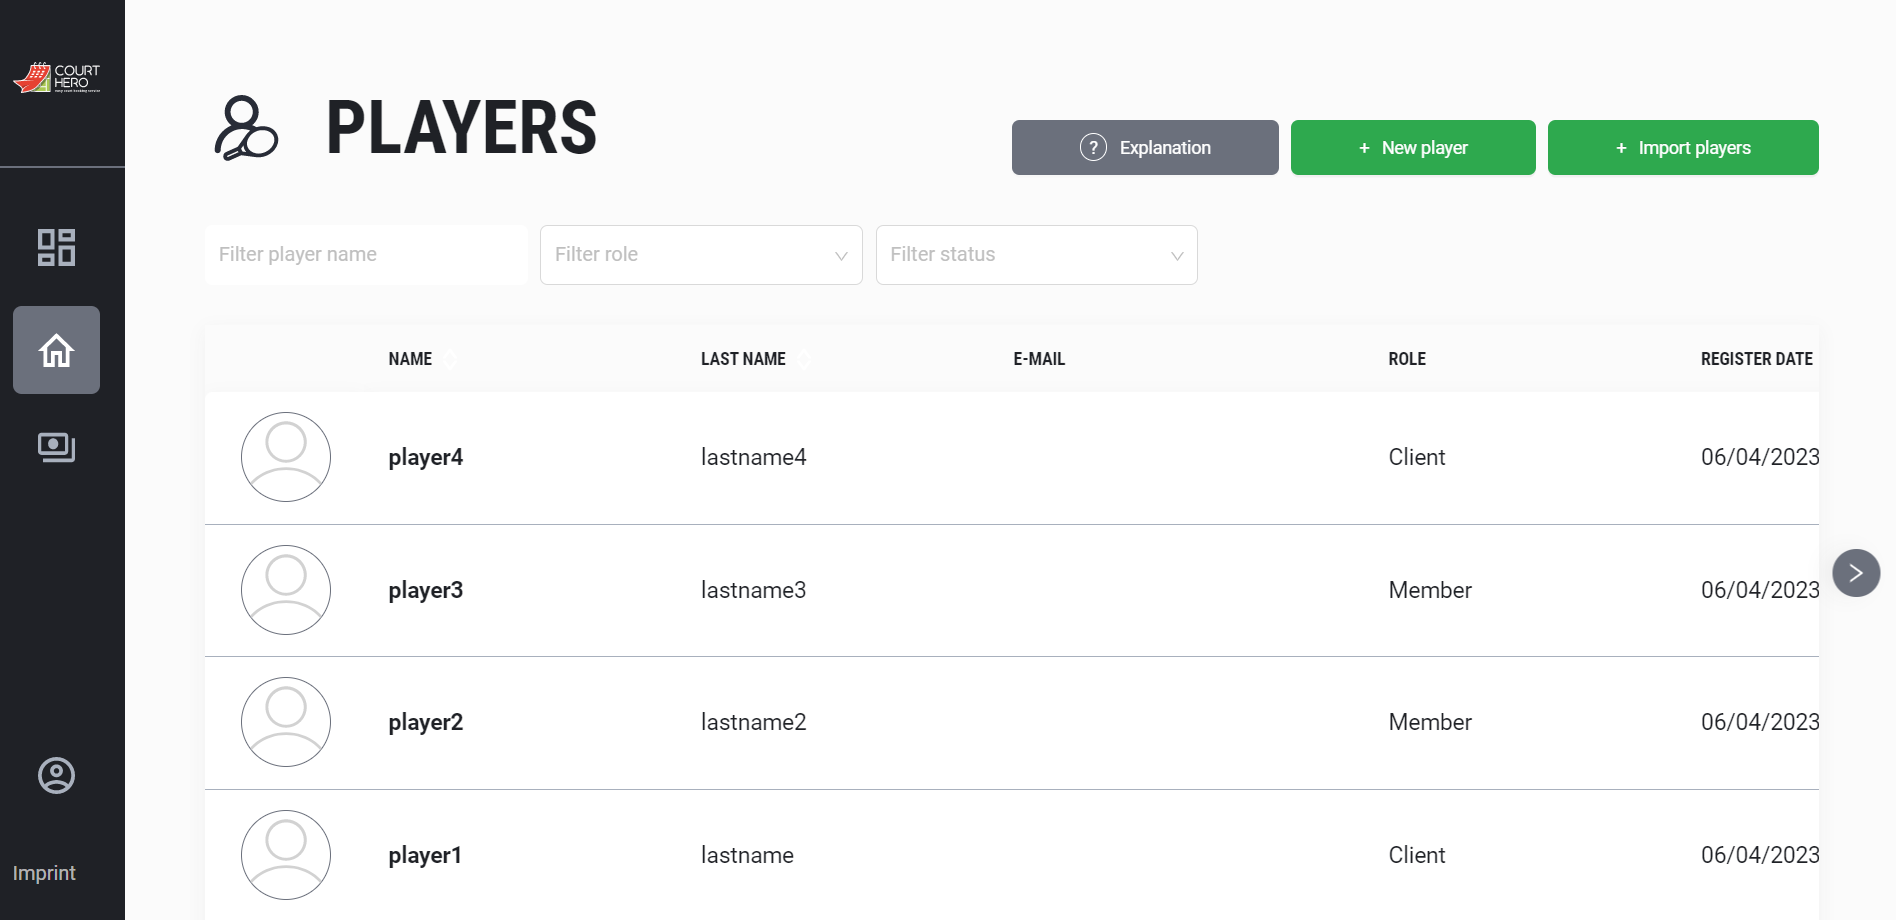 COURT
HERO
PLAYERS
? Explanation
+ New player
+ Import players
Filter player name
Filter role
Filter status
NAME LAST NAME E-MAIL ROLE REGISTER DATE
player4 lastname4 Client 06/04/2023
player3 lastname3 Member 06/04/2023
player2 lastname2 Member 06/04/2023
player1 lastname Client 06/04/2023
Imprint